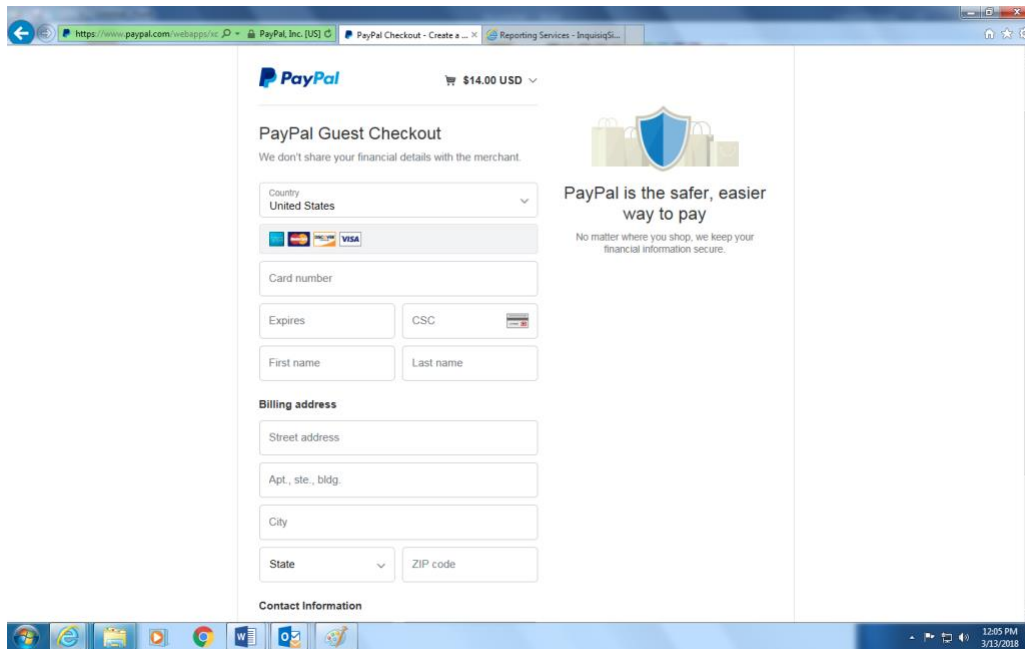 https://www.paypal.com/webapps/xc
PayPal, Inc. [US]
PayPal Checkout - Create a ...
Reporting Services - InquisiqSi...
PayPal
$14.00 USD
PayPal Guest Checkout
We don't share your financial details with the merchant.
Country
United States
VISA
Card number
Expires
CSC
First name
Last name
Billing address
Street address
Apt., ste., bldg.
City
State
ZIP code
Contact Information
PayPal is the safer, easier
way to pay
No matter where you shop, we keep your
financial information secure.
12:05 PM
3/13/2018